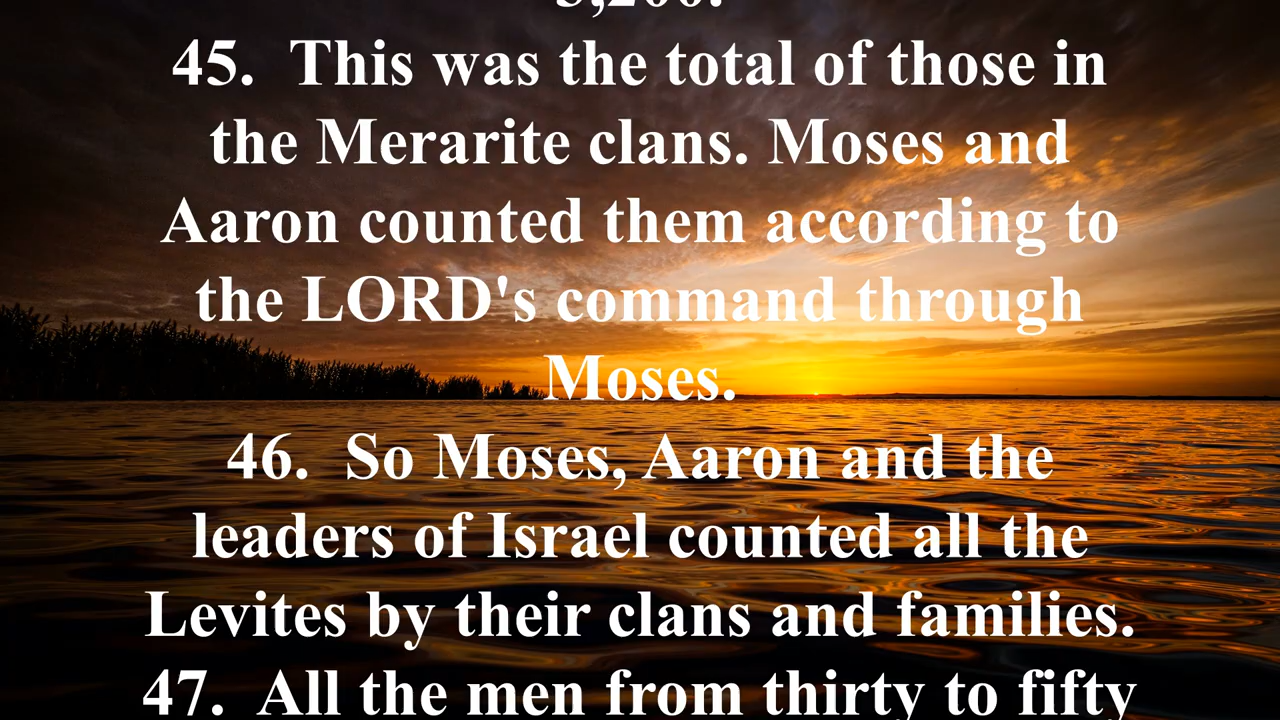 3,200.
45. This was the total of those in
the Merarite clans. Moses and
Aaron counted them according to
the LORD's command through
Moses.
46. So Moses, Aaron and the
leaders of Israel counted all the
Levites by their clans and families.
47. All the men from thirty to fifty